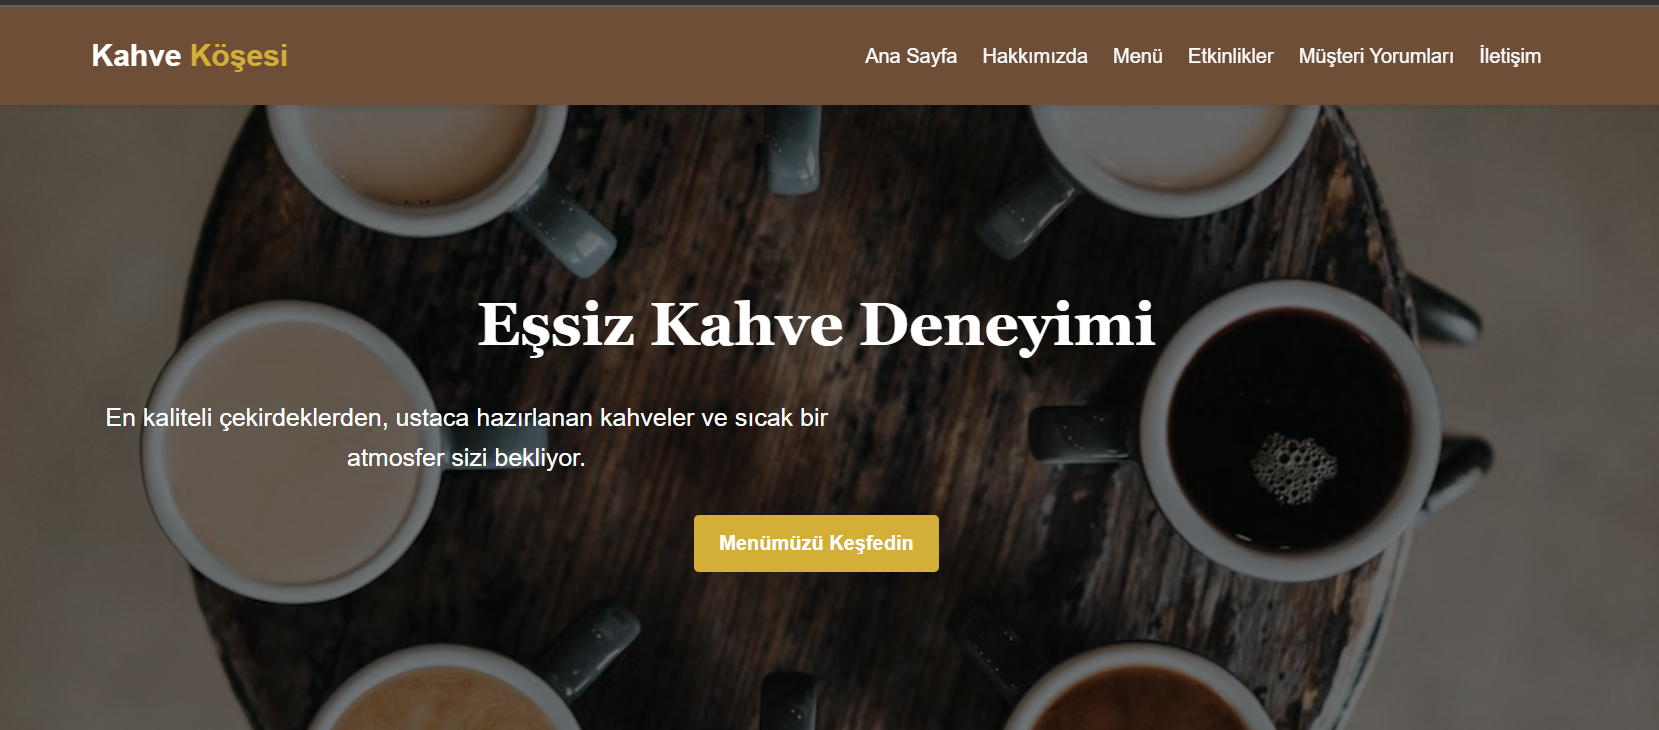 Kahve Köşesi
Ana Sayfa Hakkımızda Menü Etkinlikler Müşteri Yorumları İletişim
Eşsiz Kahve Deneyimi
En kaliteli çekirdeklerden, ustaca hazırlanan kahveler ve sıcak bir
atmosfer sizi bekliyor.
Menümüzü Keşfedin